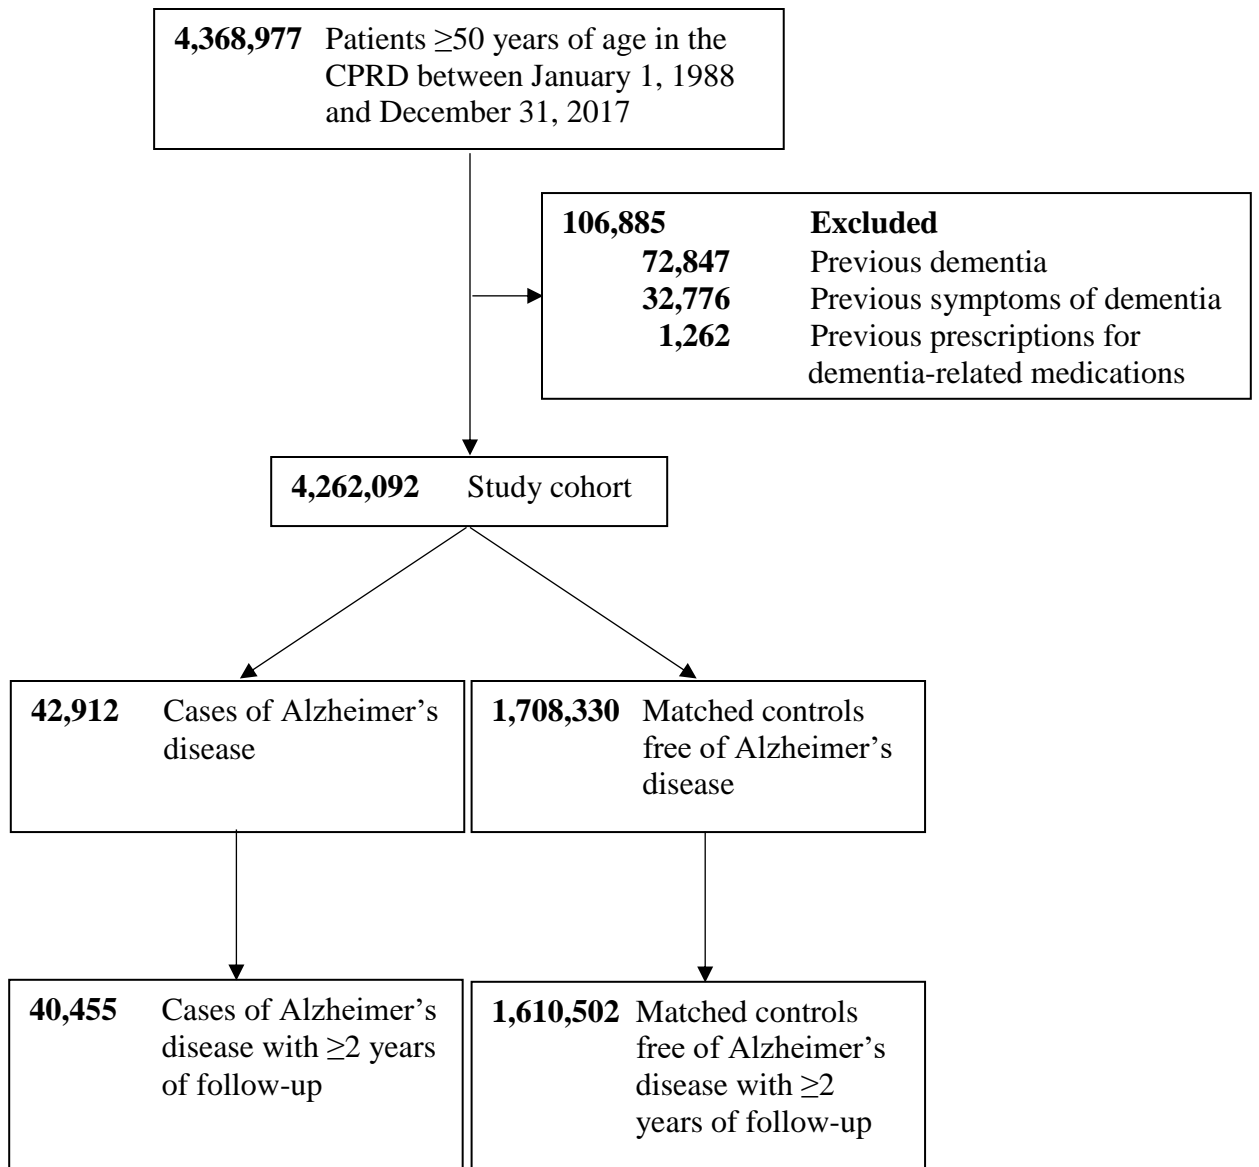 4,368,977 Patients ≥50 years of age in the
CPRD between January 1, 1988
and December 31, 2017
106,885 Excluded
72,847 Previous dementia
32,776 Previous symptoms of dementia
1,262 Previous prescriptions for
dementia-related medications
4,262,092 Study cohort
42,912 Cases of Alzheimer’s
disease
1,708,330 Matched controls
free of Alzheimer’s
disease
40,455 Cases of Alzheimer’s
disease with ≥2 years
of follow-up
1,610,502 Matched controls
free of Alzheimer’s
disease with ≥2
years of follow-up